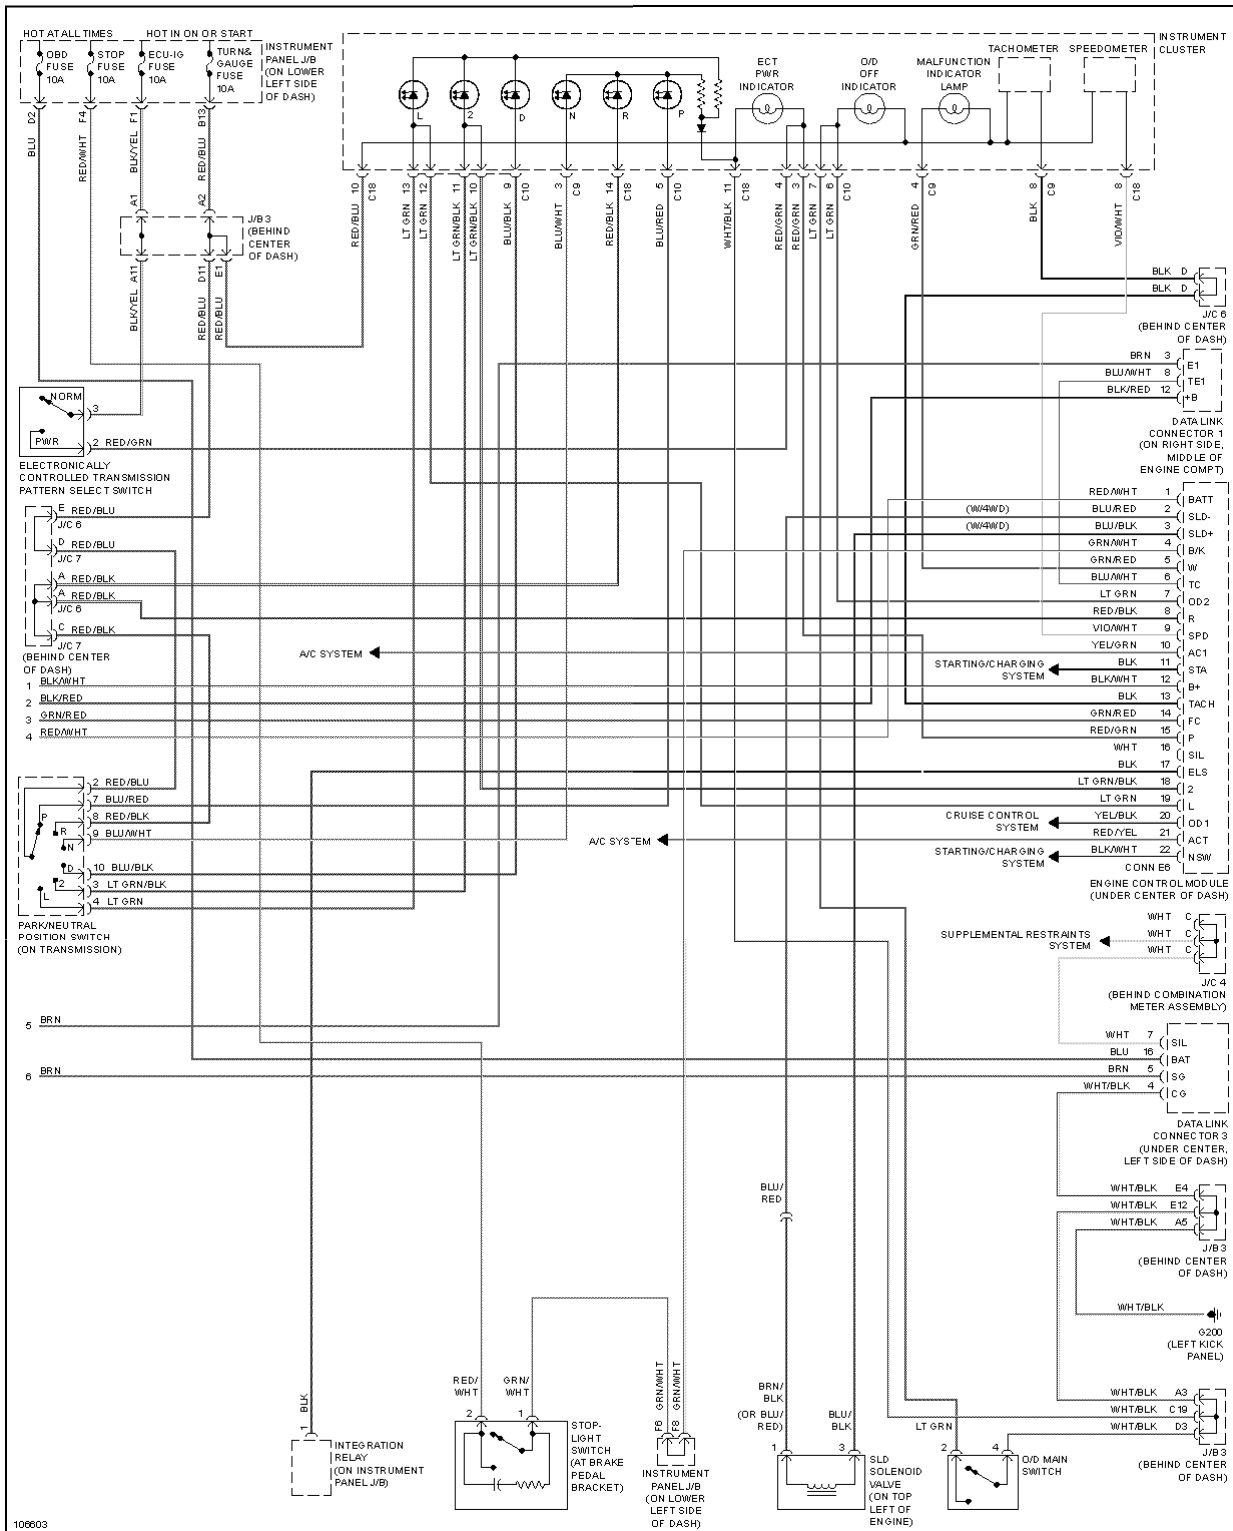 HOT AT ALL TIMES
HOT IN ON OR START
OBD
FUSE
10A
STOP
FUSE
10A
ECU-IG
FUSE
10A
TURN&
GAUGE
FUSE
10A
INSTRUMENT
PANEL J/B
(ON LOWER
LEFT SIDE
OF DASH)
INSTRUMENT
CLUSTER
L
2
D
N
R
P
ECT
PWR
INDICATOR
O/D
OFF
INDICATOR
MALFUNCTION
INDICATOR
LAMP
TACHOMETER
SPEEDOMETER
D2
F4
F1
B13
BLU
RED/WHT
BLK/YEL
RED/BLU
A1
A2
J/B 3
(BEHIND
CENTER
OF DASH)
A11
D11
E1
BLK/YEL
RED/BLU
RED/BLU
10
C18
13
12
11
10
9
C10
3
C9
14
C18
5
C10
11
C18
4
3
7
6
C10
4
C9
8
C9
8
C18
RED/BLU
LT GRN
LT GRN
LT GRN/BLK
LT GRN/BLK
BLU/BLK
BLU/WHT
RED/BLK
BLU/RED
WHT/BLK
RED/GRN
RED/GRN
LT GRN
LT GRN
GRN/RED
BLK
VIO/WHT
BLK D
BLK D
J/C 6
(BEHIND CENTER
OF DASH)
BRN 3 E1
BLU/WHT 8 TE1
BLK/RED 12 +B
DATA LINK
CONNECTOR 1
(ON RIGHT SIDE,
MIDDLE OF
ENGINE COMPT)
NORM
3
PWR
2 RED/GRN
ELECTRONICALLY
CONTROLLED TRANSMISSION
PATTERN SELECT SWITCH
E RED/BLU
J/C 6
D RED/BLU
J/C 7
A RED/BLK
A RED/BLK
J/C 6
C RED/BLK
J/C 7
(BEHIND CENTER
OF DASH)
1 BLK/WHT
2 BLK/RED
3 GRN/RED
4 RED/WHT
RED/WHT 1 BATT
(W/4WD) BLU/RED 2 SLD-
(W/4WD) BLU/BLK 3 SLD+
GRN/WHT 4 B/K
GRN/RED 5 W
BLU/WHT 6 TC
LT GRN 7 OD2
RED/BLK 8 R
VIO/WHT 9 SPD
YEL/GRN 10 AC1
BLK 11 STA
BLK/WHT 12 B+
BLK 13 TACH
GRN/RED 14 FC
RED/GRN 15 P
WHT 16 SIL
BLK 17 ELS
LT GRN/BLK 18 2
LT GRN 19 L
YEL/BLK 20 OD1
RED/YEL 21 ACT
BLK/WHT 22 NSW
CONN E6
ENGINE CONTROL MODULE
(UNDER CENTER OF DASH)
A/C SYSTEM
STARTING/CHARGING
SYSTEM
CRUISE CONTROL
SYSTEM
A/C SYSTEM
STARTING/CHARGING
SYSTEM
2 RED/BLU
7 BLU/RED
8 RED/BLK
9 BLU/WHT
10 BLU/BLK
3 LT GRN/BLK
4 LT GRN
P
R
N
D
2
L
PARK/NEUTRAL
POSITION SWITCH
(ON TRANSMISSION)
WHT C
WHT C
WHT C
SUPPLEMENTAL RESTRAINTS
SYSTEM
J/C 4
(BEHIND COMBINATION
METER ASSEMBLY)
5 BRN
6 BRN
WHT 7 SIL
BLU 16 BAT
BRN 5 SG
WHT/BLK 4 CG
DATA LINK
CONNECTOR 3
(UNDER CENTER,
LEFT SIDE OF DASH)
WHT/BLK E4
WHT/BLK E12
WHT/BLK A5
J/B 3
(BEHIND CENTER
OF DASH)
WHT/BLK
G200
(LEFT KICK
PANEL)
BLU/
RED
WHT/BLK A3
WHT/BLK C19
WHT/BLK D3
J/B 3
(BEHIND CENTER
OF DASH)
BLK
1
INTEGRATION
RELAY
(ON INSTRUMENT
PANEL J/B)
RED/
WHT
GRN/
WHT
2
1
STOP-
LIGHT
SWITCH
(AT BRAKE
PEDAL
BRACKET)
GRN/WHT
GRN/WHT
F6
F8
INSTRUMENT
PANEL J/B
(ON LOWER
LEFT SIDE
OF DASH)
BRN/
BLK
(OR BLU/
RED)
BLU/
BLK
1
3
SLD
SOLENOID
VALVE
(ON TOP
LEFT OF
ENGINE)
LT GRN
2
4
O/D MAIN
SWITCH
106603